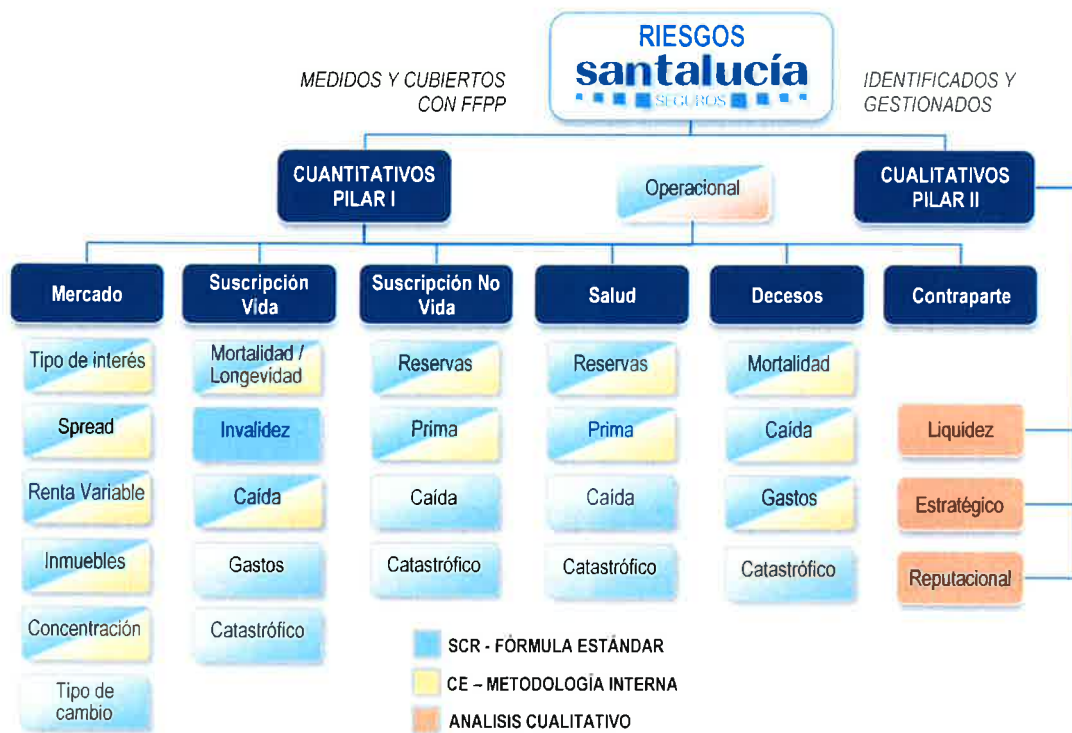 RIESGOS
santalucía
SEGUROS
MEDIDOS Y CUBIERTOS
CON FFPP
IDENTIFICADOS Y
GESTIONADOS
CUANTITATIVOS
PILAR I
Operacional
CUALITATIVOS
PILAR II
Mercado
Suscripción
Vida
Suscripción No
Vida
Salud
Decesos
Contraparte
Tipo de interés
Mortalidad /
Longevidad
Reservas
Reservas
Mortalidad
Spread
Invalidez
Prima
Prima
Caída
Liquidez
Renta Variable
Caída
Caída
Caída
Gastos
Estratégico
Inmuebles
Gastos
Catastrófico
Catastrófico
Catastrófico
Reputacional
Concentración
Catastrófico
Tipo de
cambio
SCR - FÓRMULA ESTÁNDAR
CE – METODOLOGÍA INTERNA
ANALISIS CUALITATIVO